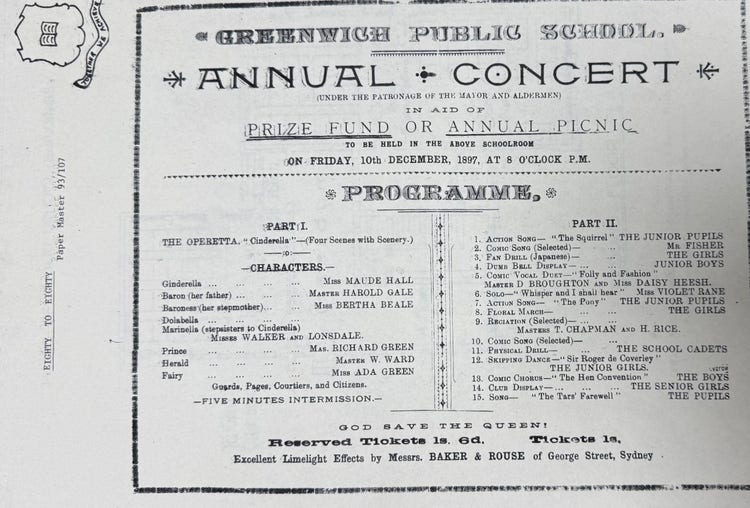 TOGETHER WE ACHIEVE
EIGHTY TO EIGHTY
Paper Master 93/107
GREENWICH PUBLIC SCHOOL.
ANNUAL CONCERT
(UNDER THE PATRONAGE OF THE MAYOR AND ALDERMEN)
IN AID OF
PRIZE FUND OR ANNUAL PICNIC
TO BE HELD IN THE ABOVE SCHOOLROOM
ON FRIDAY, 10th DECEMBER, 1897, AT 8 O'CLOCK P.M.
PROGRAMME,
PART I.
THE OPERETTA, "Cinderella"—(Four Scenes with Scenery.)
—:o:—
—CHARACTERS.—
Cinderella ... ... ... ... Miss MAUDE HALL
Baron (her father) ... ... ... Master HAROLD GALE
Baroness (her stepmother)... ... Miss BERTHA BEALE
Dolabella ... ... ...
Marinella (stepsisters to Cinderella)
Misses WALKER and LONSDALE.
Prince ... ... ... Mas. RICHARD GREEN
Herald ... ... ... Master W. WARD
Fairy ... ... ... Miss ADA GREEN
Guards, Pages, Courtiers, and Citizens.
—FIVE MINUTES INTERMISSION.—
PART II.
1. Action Song— "The Squirrel" THE JUNIOR PUPILS
2. Comic Song (Selected)— ... Mr. FISHER
3. Fan Drill (Japanese)— ... THE GIRLS
4. Dumb Bell Display— ... JUNIOR BOYS
5. Comic Vocal Duet—"Folly and Fashion"
Master D BROUGHTON and Miss DAISY HEESH.
6. Solo—"Whisper and I shall hear" Miss VIOLET RANE
7. Action Song— "The Pony" THE JUNIOR PUPILS
8. Floral March— ... ... THE GIRLS
9. Reciation (Selected)— ... ...
Masters T. CHAPMAN and H. RICE.
10. Comic Song (Selected)— ... ...
11. Physical Drill— ... THE SCHOOL CADETS
12. Skipping Dance—"Sir Roger de Coverley"
THE JUNIOR GIRLS.
13. Comic Chorus—"The Hen Convention" THE BOYS
14. Club Display— ... THE SENIOR GIRLS
15. Song— "The Tars' Farewell" THE PUPILS
GOD SAVE THE QUEEN!
Reserved Tickets 1s. 6d. Tickets 1s,
Excellent Limelight Effects by Messrs. BAKER & ROUSE of George Street, Sydney